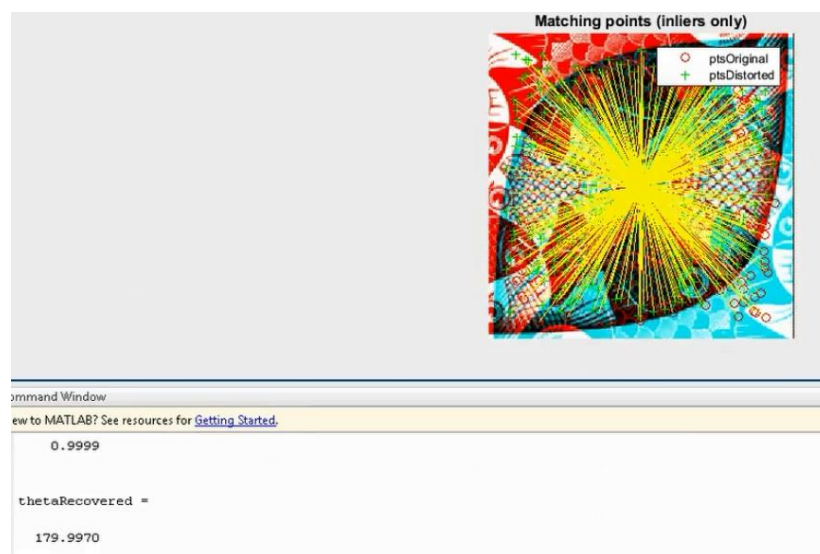 Matching points (inliers only)
ptsOriginal
ptsDistorted
ommand Window
ew to MATLAB? See resources for Getting Started.
0.9999
thetaRecovered =
179.9970